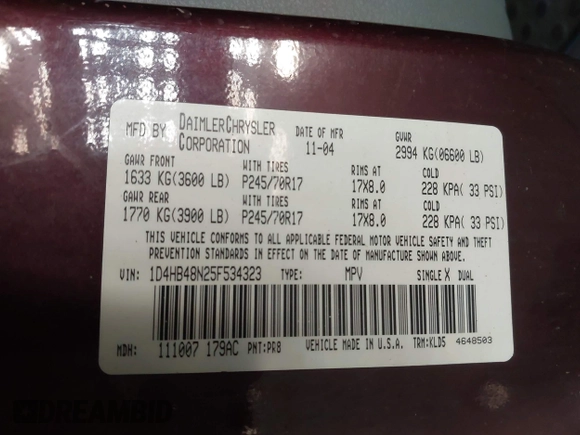 MFD BY DAIMLERCHRYSLER CORPORATION
DATE OF MFR 11-04
GVWR 2994 KG(06600 LB)
GAWR FRONT WITH TIRES RIMS AT COLD
1633 KG(3600 LB) P245/70R17 17X8.0 228 KPA( 33 PSI)
GAWR REAR WITH TIRES RIMS AT COLD
1770 KG(3900 LB) P245/70R17 17X8.0 228 KPA( 33 PSI)
THIS VEHICLE CONFORMS TO ALL APPLICABLE FEDERAL MOTOR VEHICLE SAFETY AND THEFT
PREVENTION STANDARDS IN EFFECT ON THE DATE OF MANUFACTURE SHOWN ABOVE.
VIN: 1D4HB48N25F534323 TYPE: MPV SINGLE X DUAL
MDH: 111007 179AC PNT:PR8 VEHICLE MADE IN U.S.A. TRM:KLD5 4648503
DREAMBID